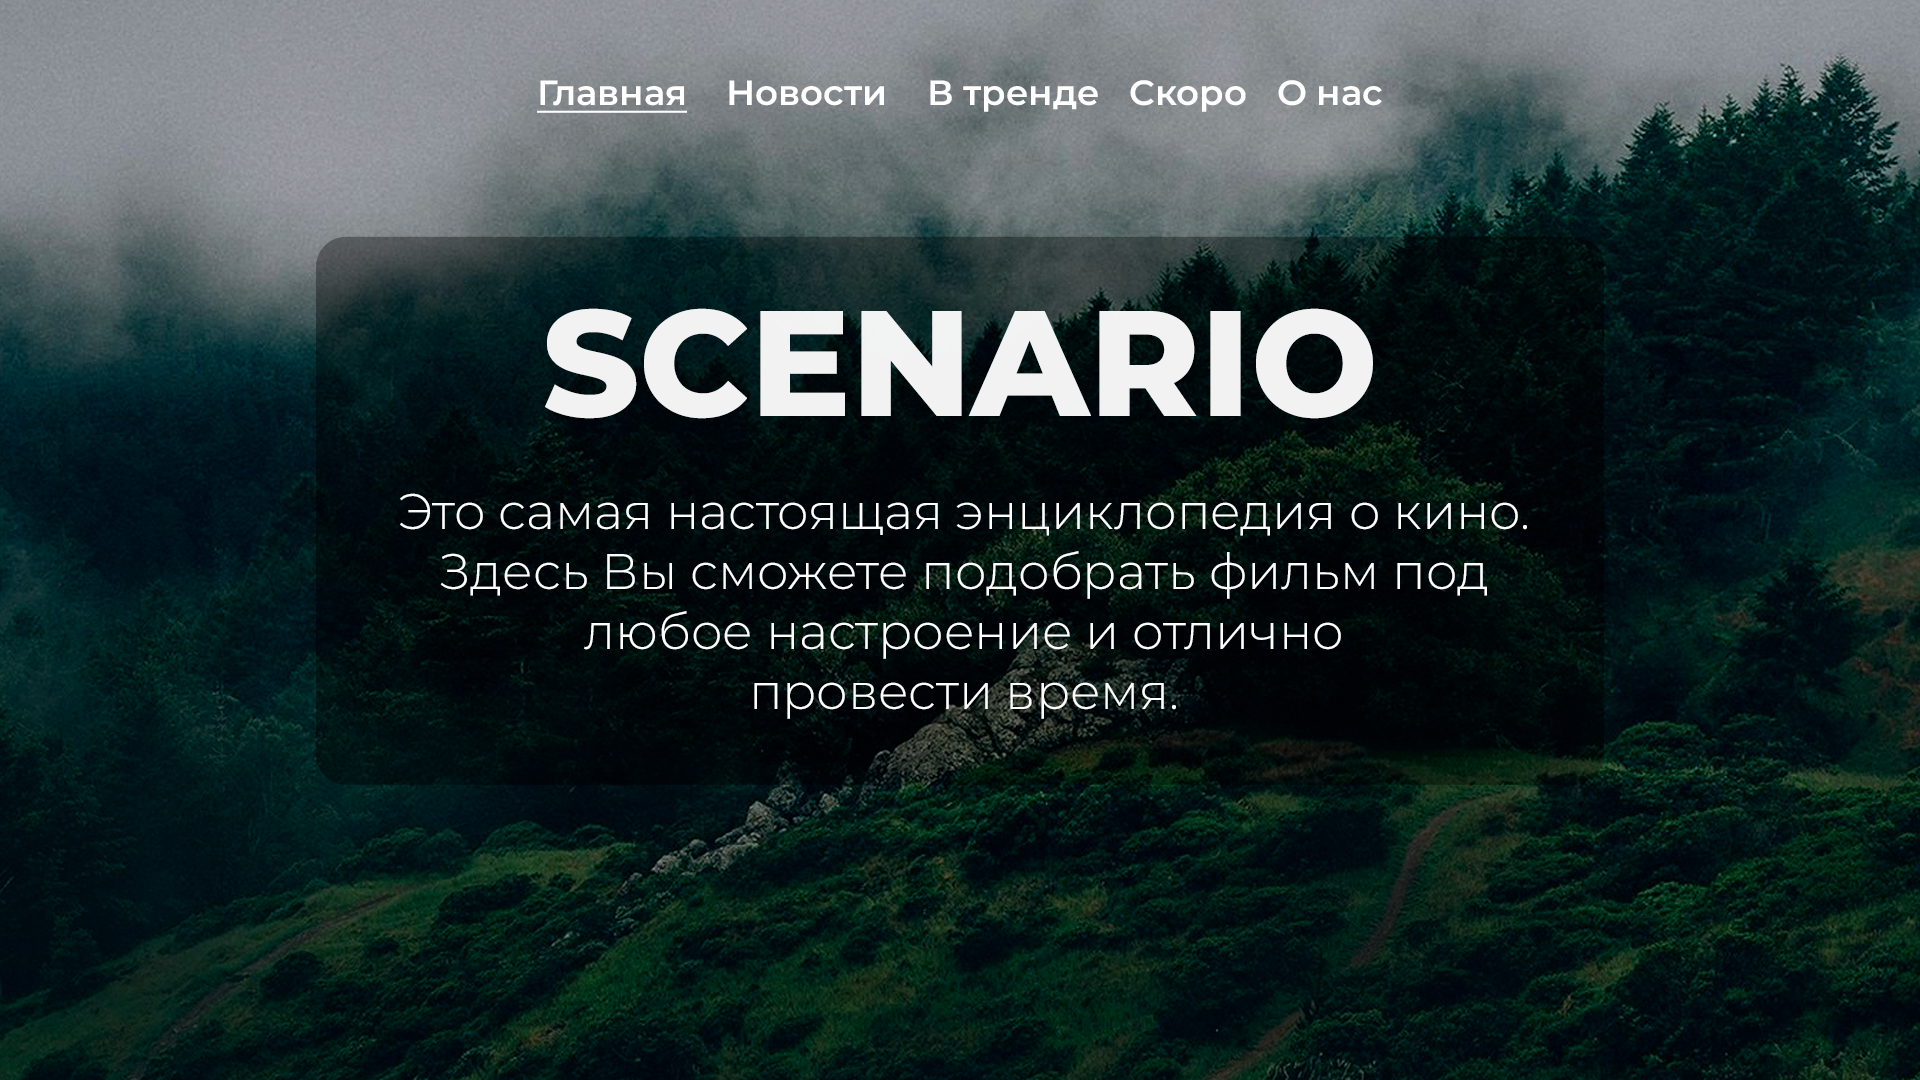 Главная Новости В тренде Скоро О нас
SCENARIO
Это самая настоящая энциклопедия о кино.
Здесь Вы сможете подобрать фильм под
любое настроение и отлично
провести время.